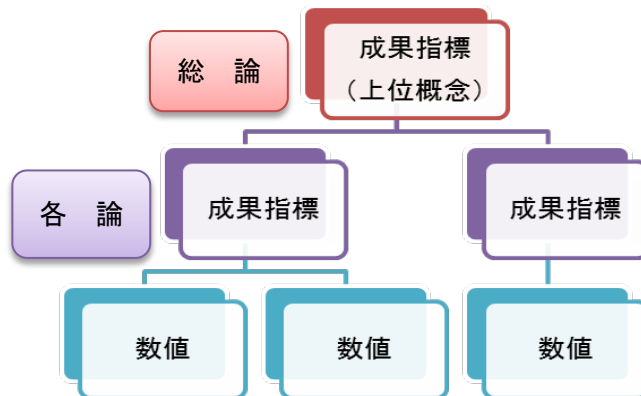 総　論
成果指標
（上位概念）
各　論
成果指標
成果指標
数値
数値
数値